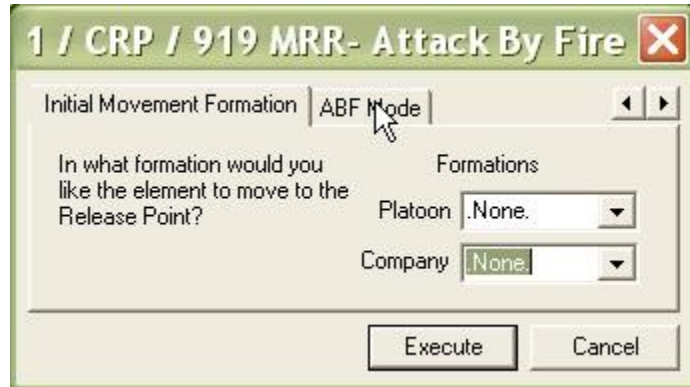 1 / CRP / 919 MRR- Attack By Fire
Initial Movement Formation
ABF Mode
In what formation would you
like the element to move to the
Release Point?
Formations
Platoon .None.
Company .None.
Execute
Cancel